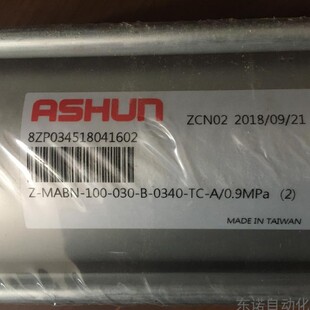 ASHUN
ZCN02 2018/09/21
8ZP034518041602
Z-MABN-100-030-B-0340-TC-A/0.9MPa (2)
MADE IN TAIWAN
东诺自动化